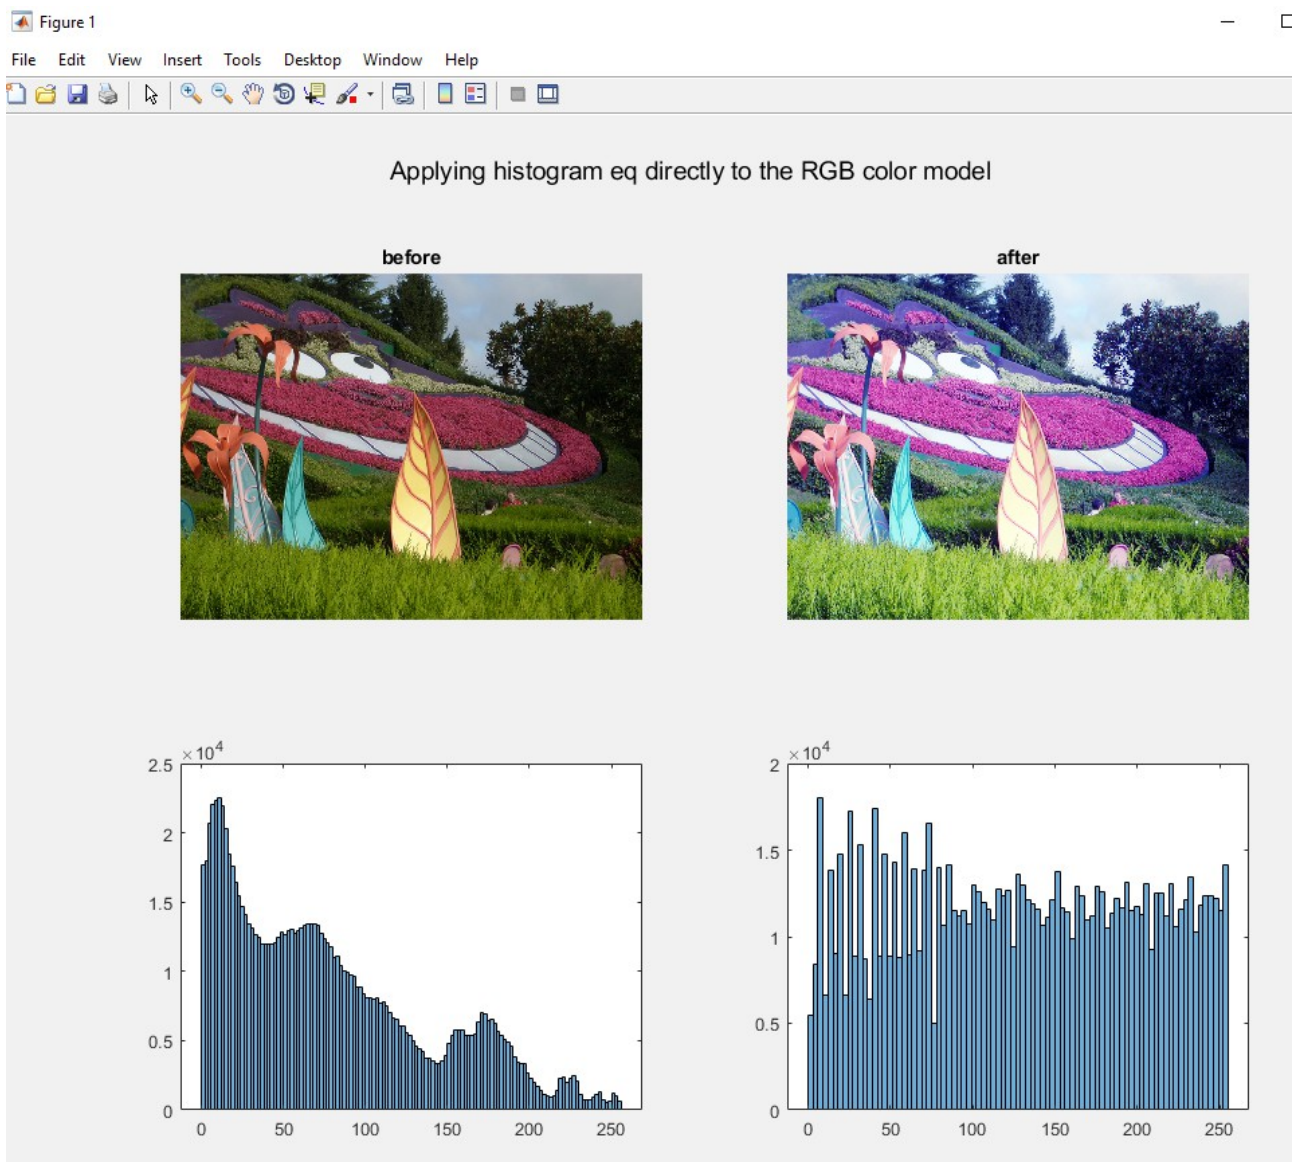 Figure 1
File Edit View Insert Tools Desktop Window Help
Applying histogram eq directly to the RGB color model
before after
×10⁴ ×10⁴
2.5 2
2 1.5
1.5 1
1 0.5
0.5 0
0
0 50 100 150 200 250 0 50 100 150 200 250